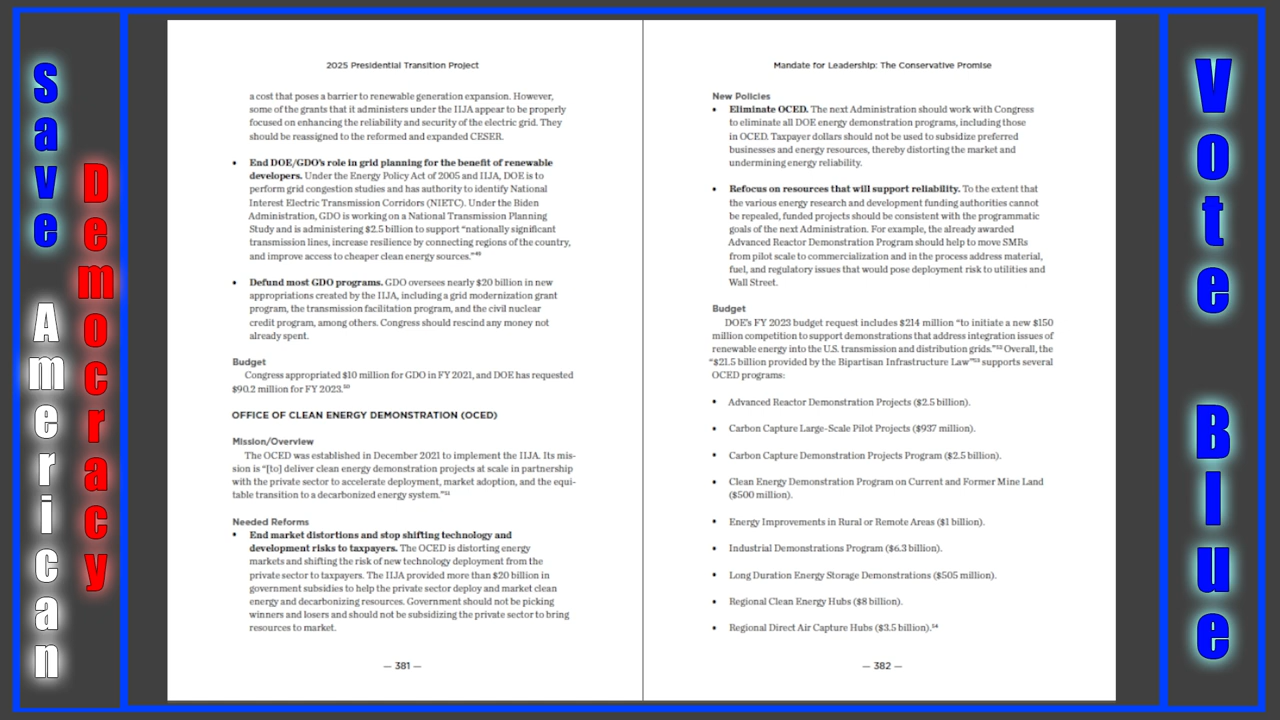 Save
American
Democracy
2025 Presidential Transition Project
a cost that poses a barrier to renewable generation expansion. However,
some of the grants that it administers under the IIJA appear to be properly
focused on enhancing the reliability and security of the electric grid. They
should be reassigned to the reformed and expanded CESER.
• End DOE/GDO's role in grid planning for the benefit of renewable
developers. Under the Energy Policy Act of 2005 and IIJA, DOE is to
perform grid congestion studies and has authority to identify National
Interest Electric Transmission Corridors (NIETC). Under the Biden
Administration, GDO is working on a National Transmission Planning
Study and is administering $2.5 billion to support “nationally significant
transmission lines, increase resilience by connecting regions of the country,
and improve access to cheaper clean energy sources.”49
• Defund most GDO programs. GDO oversees nearly $20 billion in new
appropriations created by the IIJA, including a grid modernization grant
program, the transmission facilitation program, and the civil nuclear
credit program, among others. Congress should rescind any money not
already spent.
Budget
Congress appropriated $10 million for GDO in FY 2021, and DOE has requested
$90.2 million for FY 2023.50
OFFICE OF CLEAN ENERGY DEMONSTRATION (OCED)
Mission/Overview
The OCED was established in December 2021 to implement the IIJA. Its mis-
sion is “[to] deliver clean energy demonstration projects at scale in partnership
with the private sector to accelerate deployment, market adoption, and the equi-
table transition to a decarbonized energy system.”51
Needed Reforms
• End market distortions and stop shifting technology and
development risks to taxpayers. The OCED is distorting energy
markets and shifting the risk of new technology deployment from the
private sector to taxpayers. The IIJA provided more than $20 billion in
government subsidies to help the private sector deploy and market clean
energy and decarbonizing resources. Government should not be picking
winners and losers and should not be subsidizing the private sector to bring
resources to market.
— 381 —
Mandate for Leadership: The Conservative Promise
New Policies
• Eliminate OCED. The next Administration should work with Congress
to eliminate all DOE energy demonstration programs, including those
in OCED. Taxpayer dollars should not be used to subsidize preferred
businesses and energy resources, thereby distorting the market and
undermining energy reliability.
• Refocus on resources that will support reliability. To the extent that
the various energy research and development funding authorities cannot
be repealed, funded projects should be consistent with the programmatic
goals of the next Administration. For example, the already awarded
Advanced Reactor Demonstration Program should help to move SMRs
from pilot scale to commercialization and in the process address material,
fuel, and regulatory issues that would pose deployment risk to utilities and
Wall Street.
Budget
DOE's FY 2023 budget request includes $214 million “to initiate a new $150
million competition to support demonstrations that address integration issues of
renewable energy into the U.S. transmission and distribution grids.”52 Overall, the
“$21.5 billion provided by the Bipartisan Infrastructure Law”53 supports several
OCED programs:
• Advanced Reactor Demonstration Projects ($2.5 billion).
• Carbon Capture Large-Scale Pilot Projects ($937 million).
• Carbon Capture Demonstration Projects Program ($2.5 billion).
• Clean Energy Demonstration Program on Current and Former Mine Land
($500 million).
• Energy Improvements in Rural or Remote Areas ($1 billion).
• Industrial Demonstrations Program ($6.3 billion).
• Long Duration Energy Storage Demonstrations ($505 million).
• Regional Clean Energy Hubs ($8 billion).
• Regional Direct Air Capture Hubs ($3.5 billion).54
— 382 —
Vote
Blue